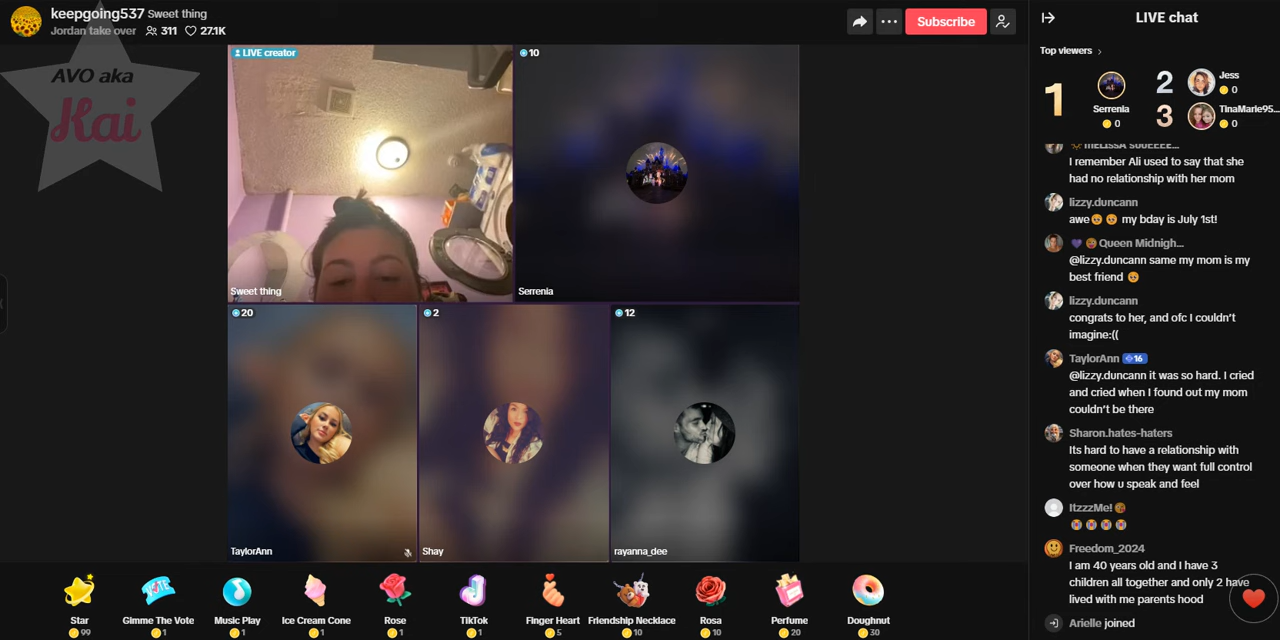 keepgoing537 Sweet thing
Jordan take over 311 27.1K
Subscribe
AVO aka
Kai
LIVE creator
10
Sweet thing
Serrenia
20
2
12
TaylorAnn
Shay
rayanna_dee
Star
99
Gimme The Vote
1
Music Play
1
Ice Cream Cone
1
Rose
1
TikTok
1
Finger Heart
5
Friendship Necklace
10
Rosa
10
Perfume
20
Doughnut
30
LIVE chat
Top viewers
1
Serrenia
0
2
Jess
0
3
TinaMarie95...
0
I remember Ali used to say that she
had no relationship with her mom
lizzy.duncann
awe😡😡 my bday is July 1st!
Queen Midnigh...
@lizzy.duncann same my mom is my
best friend 😡
lizzy.duncann
congrats to her, and ofc I couldn't
imagine:((
TaylorAnn 16
@lizzy.duncann it was so hard. I cried
and cried when I found out my mom
couldn't be there
Sharon.hates-haters
Its hard to have a relationship with
someone when they want full control
over how u speak and feel
ItzzzMe!
Freedom_2024
I am 40 years old and I have 3
children all together and only 2 have
lived with me parents hood
Arielle joined